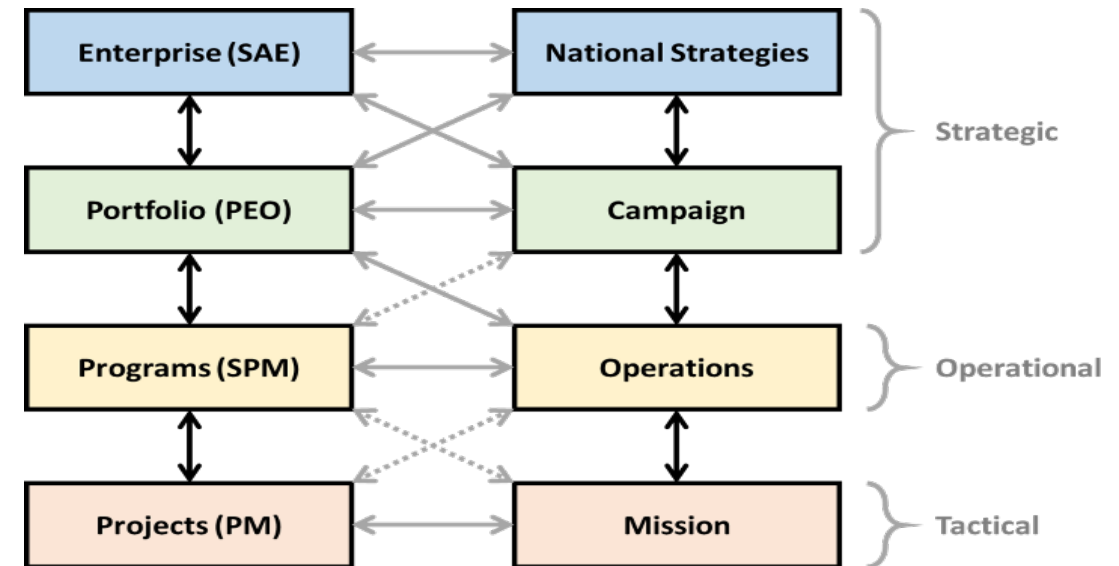 Enterprise (SAE)
National Strategies
Strategic
Portfolio (PEO)
Campaign
Programs (SPM)
Operations
Operational
Projects (PM)
Mission
Tactical